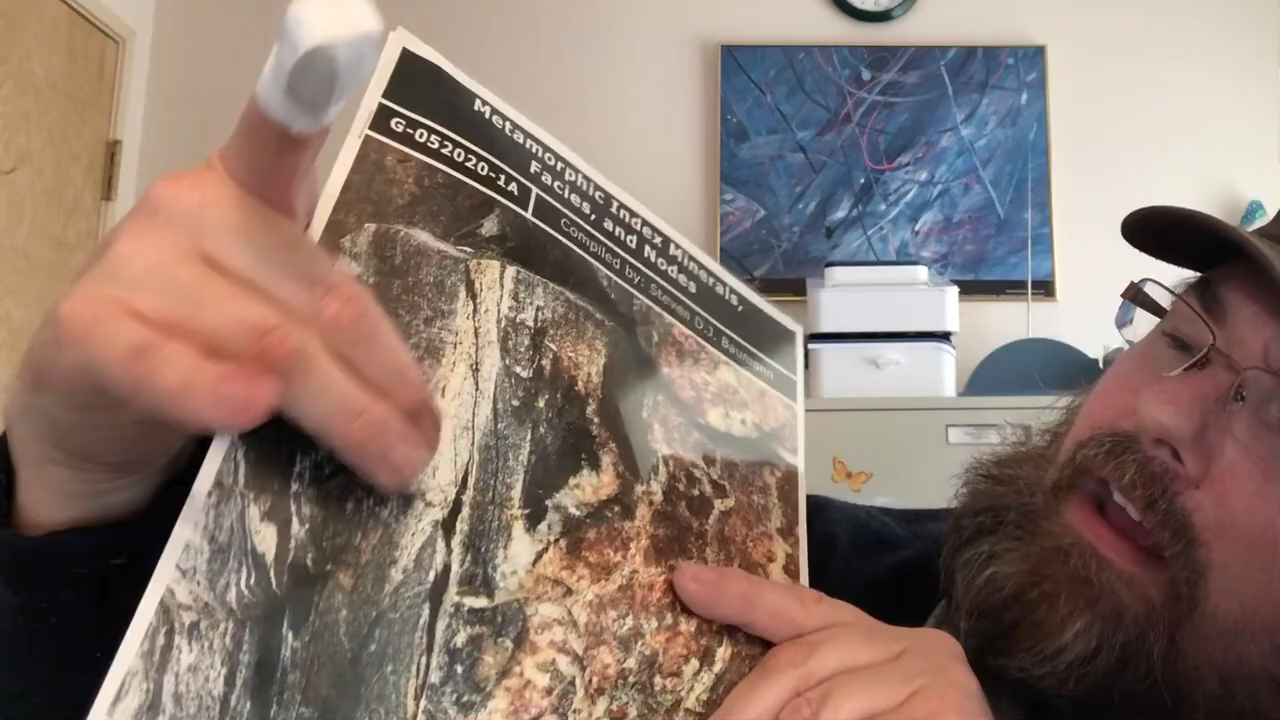 Metamorphic Index Minerals,
Facies, and Nodes
G-052020-1A
Compiled by: Steven D.J. Baumann